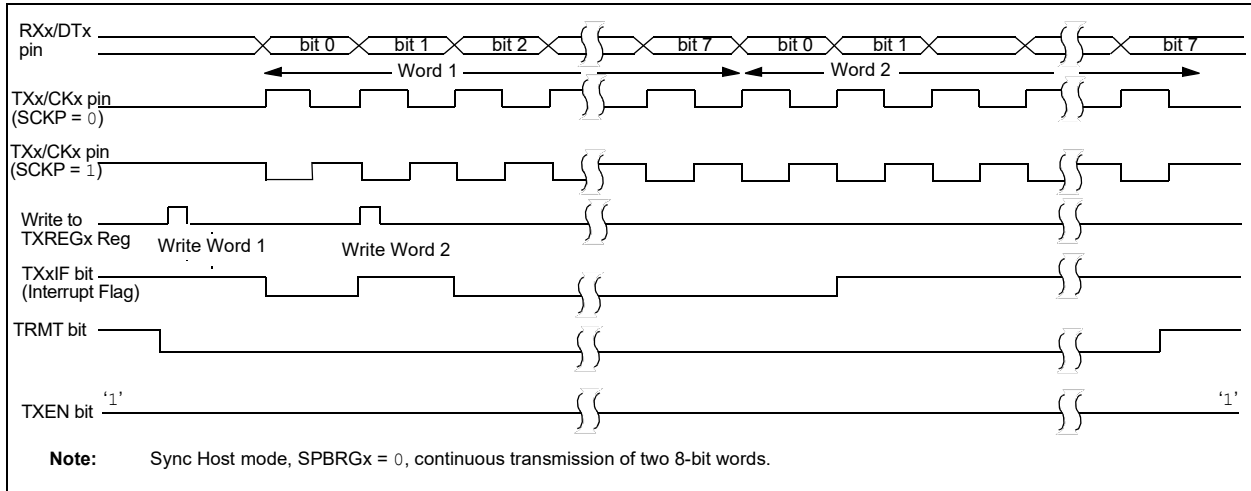 RXx/DTx
pin
bit 0 bit 1 bit 2 bit 7 bit 0 bit 1 bit 7
Word 1 Word 2
TXx/CKx pin
(SCKP = 0)
TXx/CKx pin
(SCKP = 1)
Write to
TXREGx Reg
Write Word 1 Write Word 2
TXxIF bit
(Interrupt Flag)
TRMT bit
TXEN bit '1' '1'
Note: Sync Host mode, SPBRGx = 0, continuous transmission of two 8-bit words.